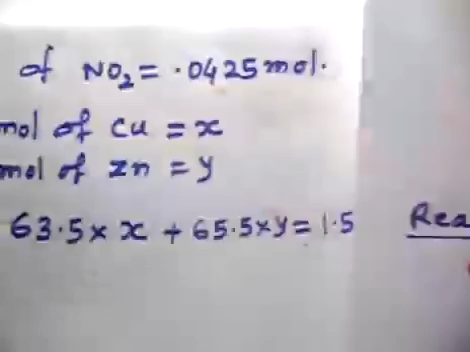 of NO₂ = .0425 mol.
mol of Cu = x
mol of Zn = y
63.5 × x + 65.5 × y = 1.5